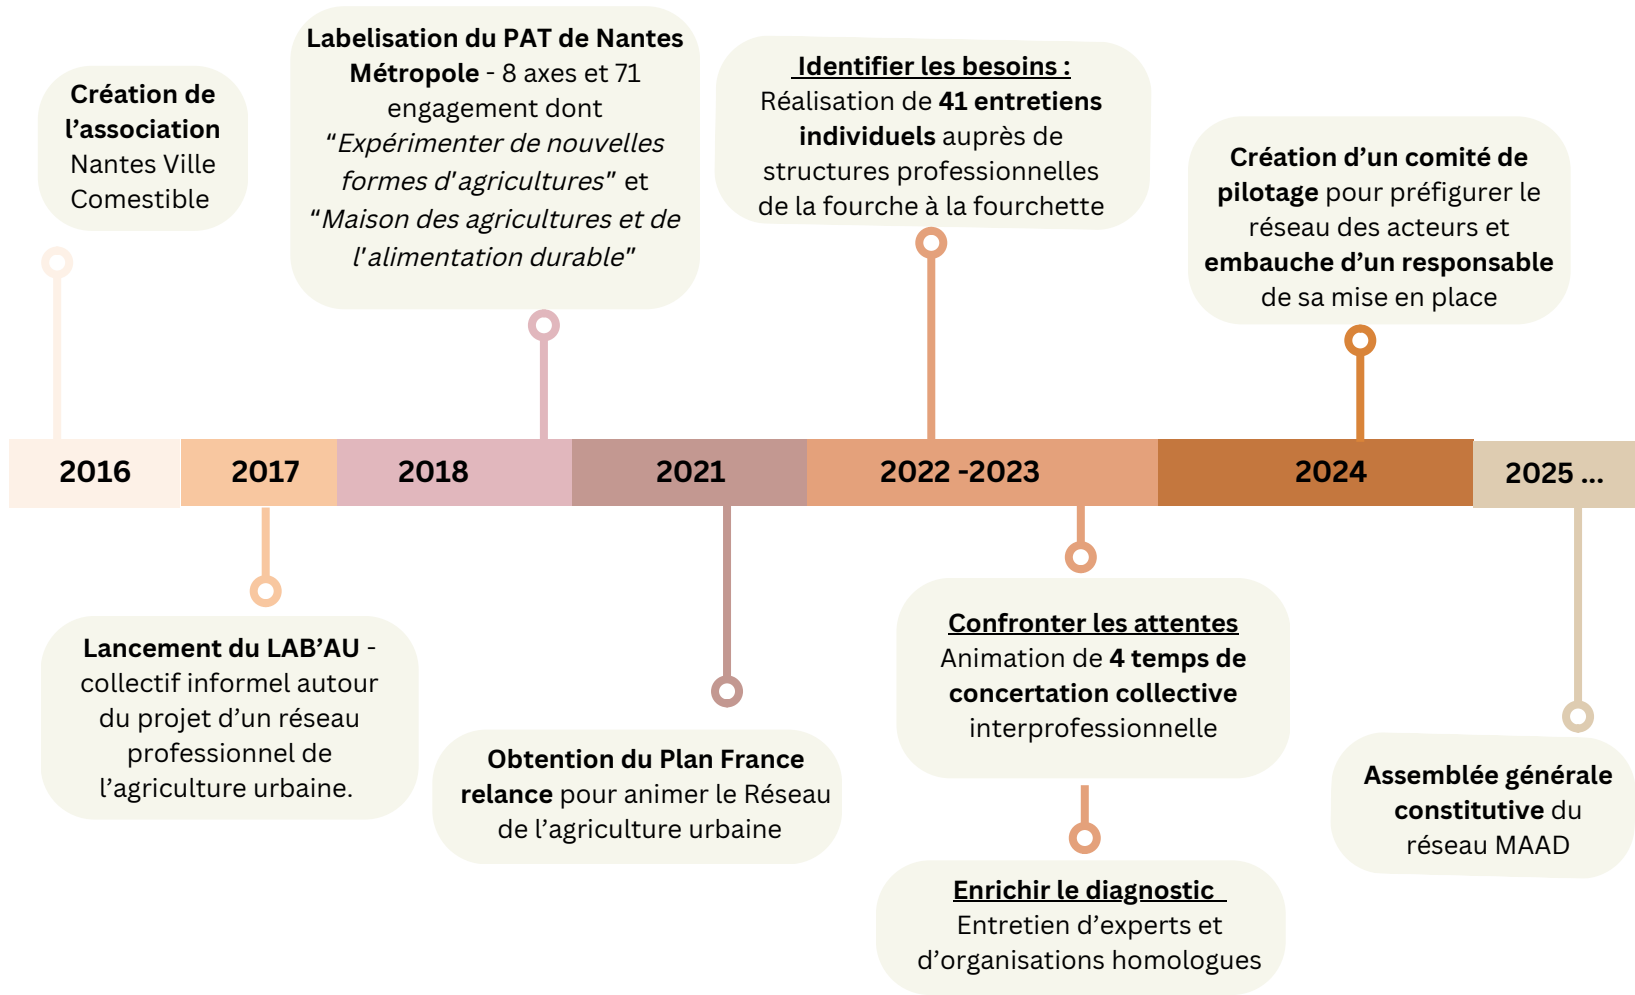 Création de
l’association
Nantes Ville
Comestible
Labelisation du PAT de Nantes
Métropole - 8 axes et 71
engagement dont
“Expérimenter de nouvelles
formes d'agricultures” et
“Maison des agricultures et de
l'alimentation durable”
Identifier les besoins :
Réalisation de 41 entretiens
individuels auprès de
structures professionnelles
de la fourche à la fourchette
Création d’un comité de
pilotage pour préfigurer le
réseau des acteurs et
embauche d’un responsable
de sa mise en place
2016
2017
2018
2021
2022 -2023
2024
2025 ...
Lancement du LAB’AU -
collectif informel autour
du projet d’un réseau
professionnel de
l’agriculture urbaine.
Obtention du Plan France
relance pour animer le Réseau
de l’agriculture urbaine
Confronter les attentes
Animation de 4 temps de
concertation collective
interprofessionnelle
Enrichir le diagnostic
Entretien d’experts et
d’organisations homologues
Assemblée générale
constitutive du
réseau MAAD